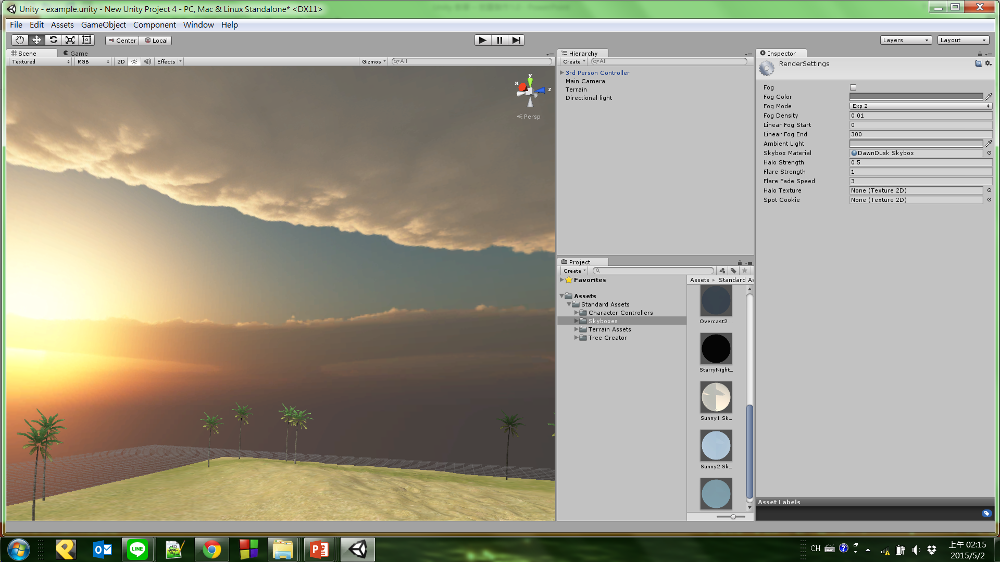 Unity - example.unity - New Unity Project 4 - PC, Mac & Linux Standalone* <DX11>
File Edit Assets GameObject Component Window Help
Center Local
Layers Layout
Scene Game
Textured RGB 2D Effects Gizmos All
y
x
z
Persp
Hierarchy
Create All
3rd Person Controller
Main Camera
Terrain
Directional light
Project
Create
Favorites
Assets
Standard Assets
Character Controllers
Skyboxes
Terrain Assets
Tree Creator
Assets Standard As
Overcast2 ...
StarryNight...
Sunny1 Sk...
Sunny2 Sk...
Inspector
RenderSettings
Fog
Fog Color
Fog Mode Exp 2
Fog Density 0.01
Linear Fog Start 0
Linear Fog End 300
Ambient Light
Skybox Material DawnDusk Skybox
Halo Strength 0.5
Flare Strength 1
Flare Fade Speed 3
Halo Texture None (Texture 2D)
Spot Cookie None (Texture 2D)
Asset Labels
LINE
CH
上午 02:15
2015/5/2